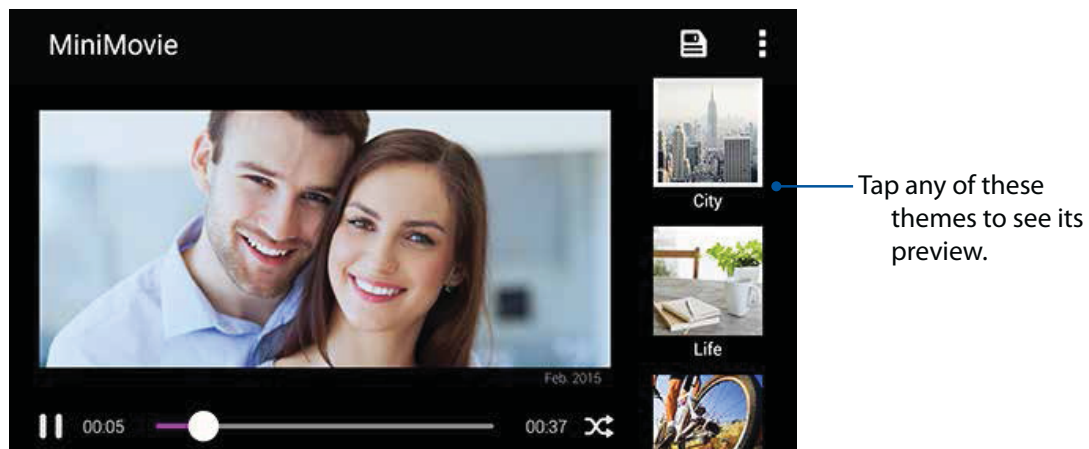 MiniMovie
City
Tap any of these
themes to see its
preview.
Life
Feb. 2015
00:05
00:37